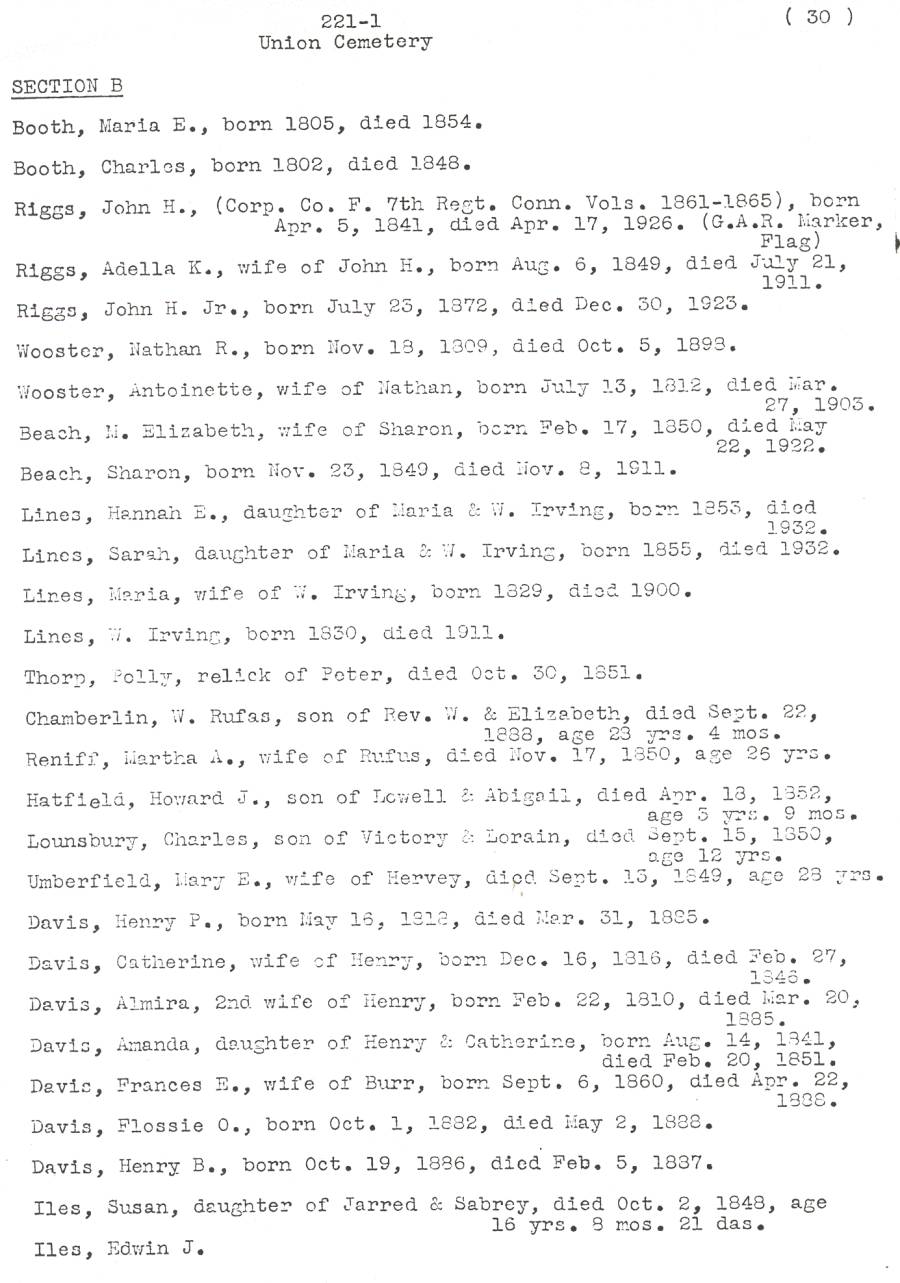 221-1
( 30 )
Union Cemetery
SECTION B
Booth, Maria E., born 1805, died 1854.
Booth, Charles, born 1802, died 1848.
Riggs, John H., (Corp. Co. F. 7th Regt. Conn. Vols. 1861-1865), born
Apr. 5, 1841, died Apr. 17, 1926. (G.A.R. Marker,
Flag)
Riggs, Adella K., wife of John H., born Aug. 6, 1849, died July 21,
1911.
Riggs, John H. Jr., born July 23, 1872, died Dec. 30, 1923.
Wooster, Nathan R., born Nov. 18, 1809, died Oct. 5, 1898.
Wooster, Antoinette, wife of Nathan, born July 13, 1812, died Mar.
27, 1903.
Beach, M. Elizabeth, wife of Sharon, born Feb. 17, 1850, died May
22, 1922.
Beach, Sharon, born Nov. 23, 1849, died Nov. 8, 1911.
Lines, Hannah E., daughter of Maria & W. Irving, born 1853, died
1932.
Lines, Sarah, daughter of Maria & W. Irving, born 1855, died 1932.
Lines, Maria, wife of W. Irving, born 1829, died 1900.
Lines, W. Irving, born 1830, died 1911.
Thorp, Polly, relick of Peter, died Oct. 30, 1851.
Chamberlin, W. Rufas, son of Rev. W. & Elizabeth, died Sept. 22,
1888, age 23 yrs. 4 mos.
Reniff, Martha A., wife of Rufus, died Nov. 17, 1850, age 26 yrs.
Hatfield, Howard J., son of Lowell & Abigail, died Apr. 18, 1852,
age yrs. 9 mos.
Lounsbury, Charles, son of Victory & Lorain, died Sept. 15, 1850,
age 12 yrs.
Umberfield, Mary E., wife of Hervey, died Sept. 13, 1849, age 28 yrs.
Davis, Henry P., born May 16, 1818, died Mar. 31, 1885.
Davis, Catherine, wife of Henry, born Dec. 16, 1816, died Feb. 27,
1846.
Davis, Almira, 2nd wife of Henry, born Feb. 22, 1810, died Mar. 20,
1885.
Davis, Amanda, daughter of Henry & Catherine, born Aug. 14, 1841,
died Feb. 20, 1851.
Davis, Frances E., wife of Burr, born Sept. 6, 1860, died Apr. 22,
1888.
Davis, Flossie O., born Oct. 1, 1882, died May 2, 1888.
Davis, Henry B., born Oct. 19, 1886, died Feb. 5, 1887.
Iles, Susan, daughter of Jarred & Sabrey, died Oct. 2, 1848, age
16 yrs. 8 mos. 21 das.
Iles, Edwin J.